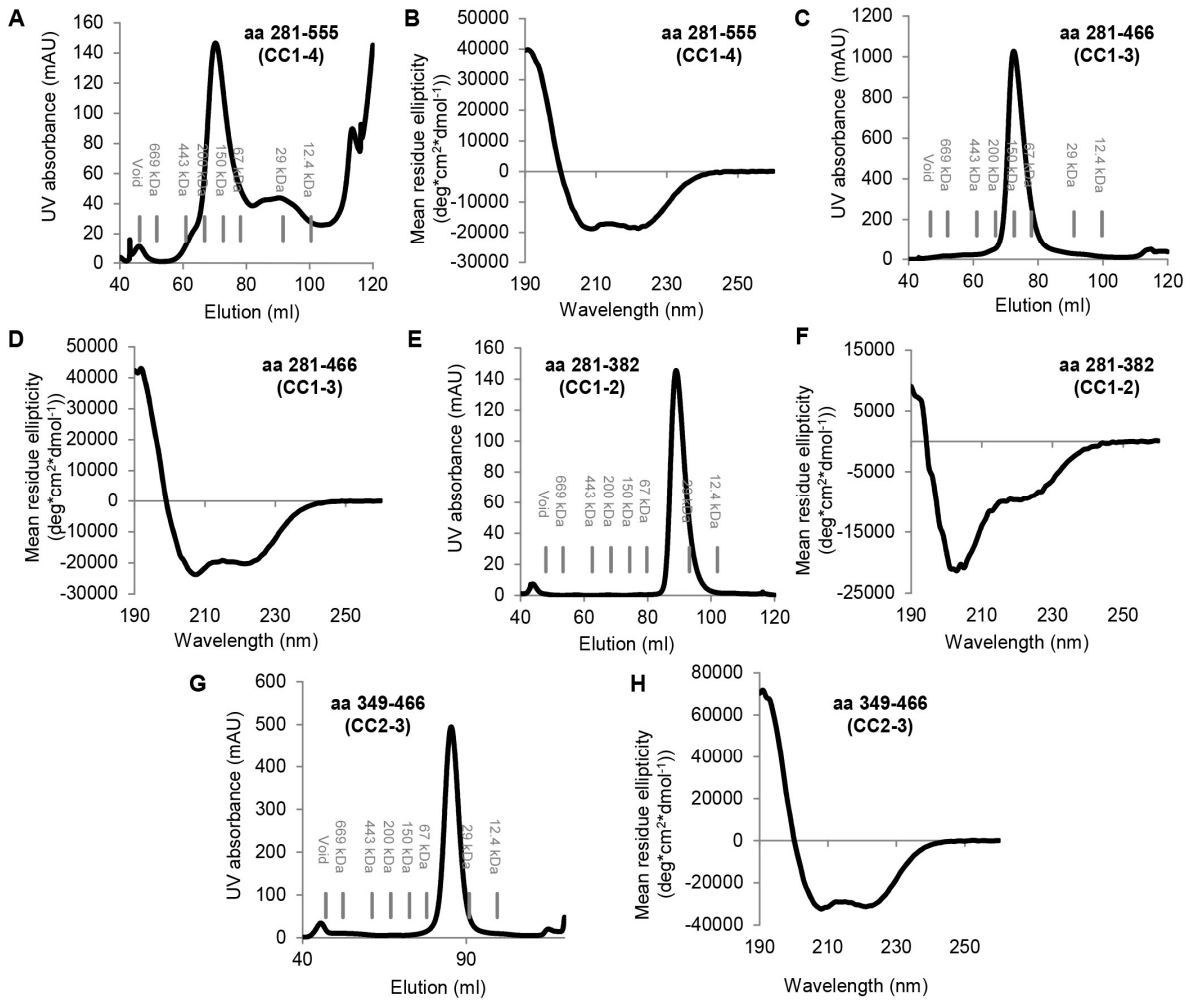 A
aa 281-555
(CC1-4)
UV absorbance (mAU)
160
140
120
100
80
60
40
20
0
Void
669 kDa
443 kDa
200 kDa
150 kDa
67 kDa
29 kDa
12.4 kDa
40 60 80 100 120
Elution (ml)
B
aa 281-555
(CC1-4)
Mean residue ellipticity
(deg*cm2*dmol-1))
50000
40000
30000
20000
10000
0
-10000
-20000
-30000
190 210 230 250
Wavelength (nm)
C
aa 281-466
(CC1-3)
UV absorbance (mAU)
1200
1000
800
600
400
200
0
Void
669 kDa
443 kDa
200 kDa
150 kDa
67 kDa
29 kDa
12.4 kDa
40 60 80 100 120
Elution (ml)
D
aa 281-466
(CC1-3)
Mean residue ellipticity
(deg*cm2*dmol-1))
50000
40000
30000
20000
10000
0
-10000
-20000
-30000
190 210 230 250
Wavelength (nm)
E
aa 281-382
(CC1-2)
UV absorbance (mAU)
160
140
120
100
80
60
40
20
0
Void
669 kDa
443 kDa
200 kDa
150 kDa
67 kDa
29 kDa
12.4 kDa
40 60 80 100 120
Elution (ml)
F
aa 281-382
(CC1-2)
Mean residue ellipticity
(deg*cm2*dmol-1))
15000
5000
-5000
-15000
-25000
190 210 230 250
Wavelength (nm)
G
aa 349-466
(CC2-3)
UV absorbance (mAU)
600
500
400
300
200
100
0
Void
669 kDa
443 kDa
200 kDa
150 kDa
67 kDa
29 kDa
12.4 kDa
40 90
Elution (ml)
H
aa 349-466
(CC2-3)
Mean residue ellipticity
(deg*cm2*dmol-1))
80000
60000
40000
20000
0
-20000
-40000
190 210 230 250
Wavelength (nm)